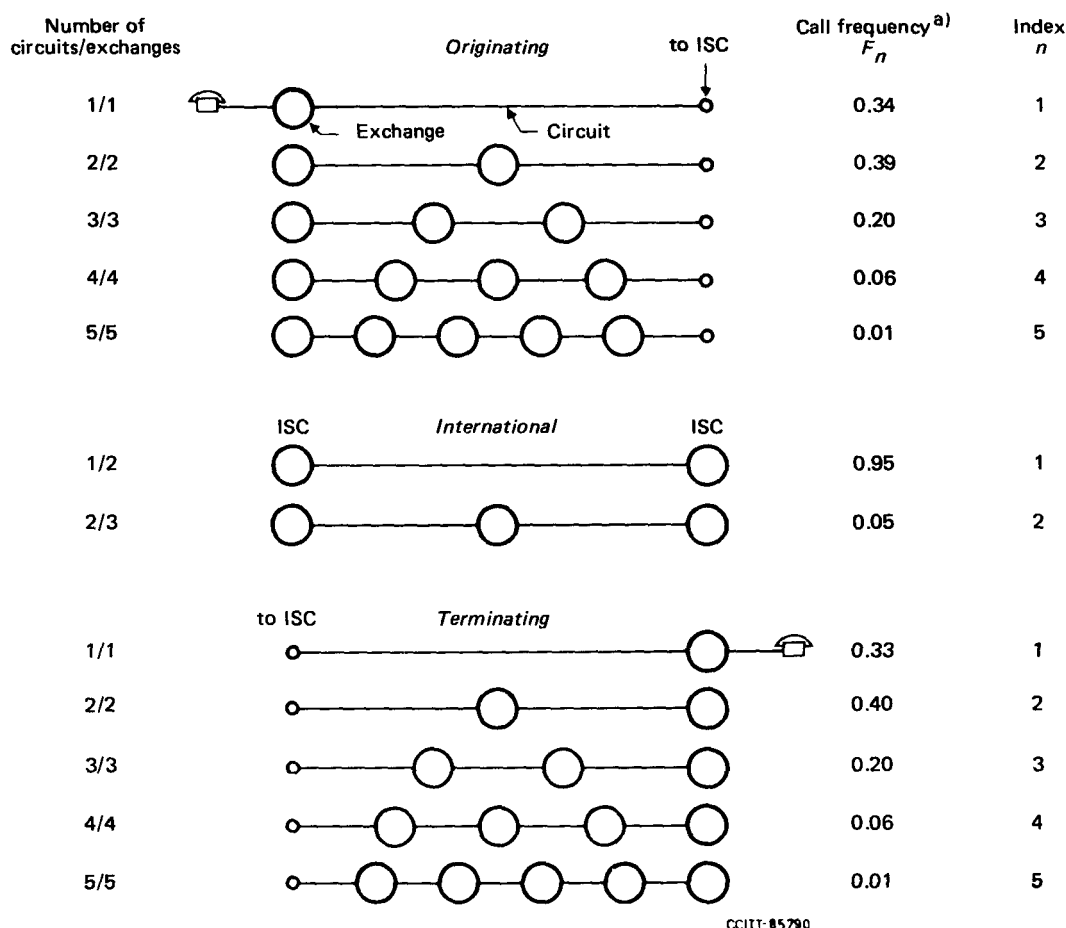 Number of circuits/exchanges Originating to ISC Call frequency a) Fn Index n
1/1 0.34 1
Exchange Circuit
2/2 0.39 2
3/3 0.20 3
4/4 0.06 4
5/5 0.01 5
ISC International ISC
1/2 0.95 1
2/3 0.05 2
to ISC Terminating
1/1 0.33 1
2/2 0.40 2
3/3 0.20 3
4/4 0.06 4
5/5 0.01 5
CCITT-85790